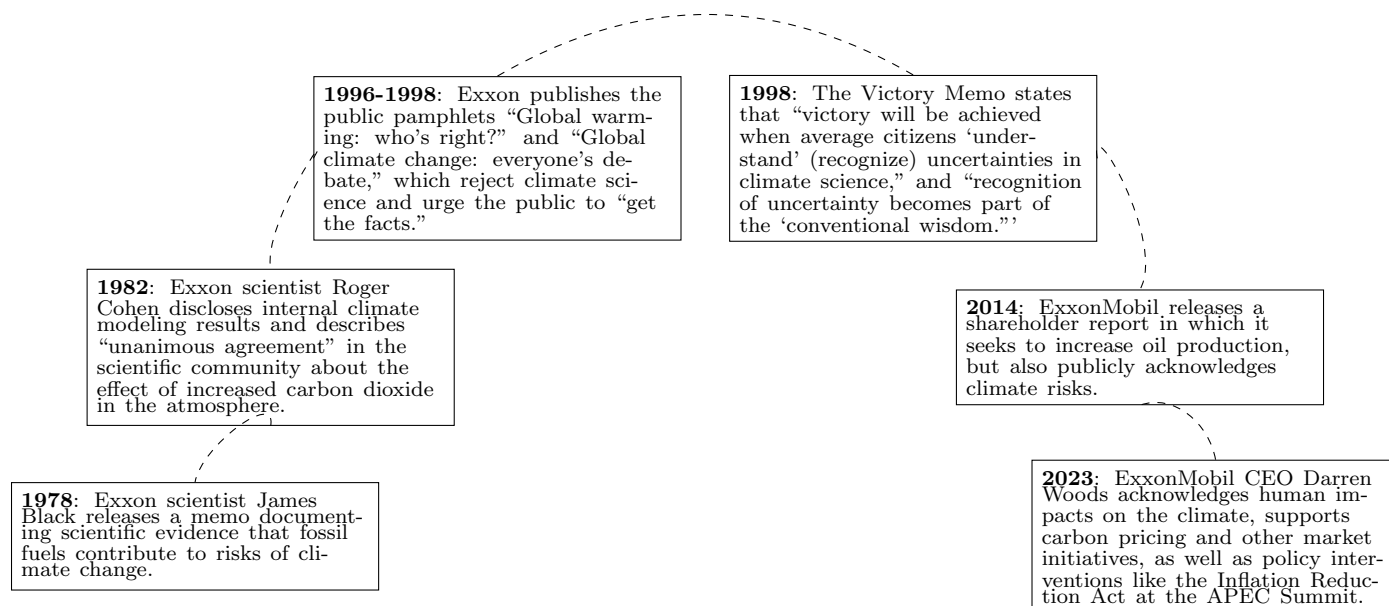 1996-1998: Exxon publishes the
public pamphlets “Global warm-
ing: who's right?” and “Global
climate change: everyone's de-
bate,” which reject climate sci-
ence and urge the public to “get
the facts.”
1998: The Victory Memo states
that “victory will be achieved
when average citizens ‘under-
stand’ (recognize) uncertainties in
climate science,” and “recognition
of uncertainty becomes part of
the ‘conventional wisdom.”’
1982: Exxon scientist Roger
Cohen discloses internal climate
modeling results and describes
“unanimous agreement” in the
scientific community about the
effect of increased carbon dioxide
in the atmosphere.
2014: ExxonMobil releases a
shareholder report in which it
seeks to increase oil production,
but also publicly acknowledges
climate risks.
1978: Exxon scientist James
Black releases a memo document-
ing scientific evidence that fossil
fuels contribute to risks of cli-
mate change.
2023: ExxonMobil CEO Darren
Woods acknowledges human im-
pacts on the climate, supports
carbon pricing and other market
initiatives, as well as policy inter-
ventions like the Inflation Reduc-
tion Act at the APEC Summit.